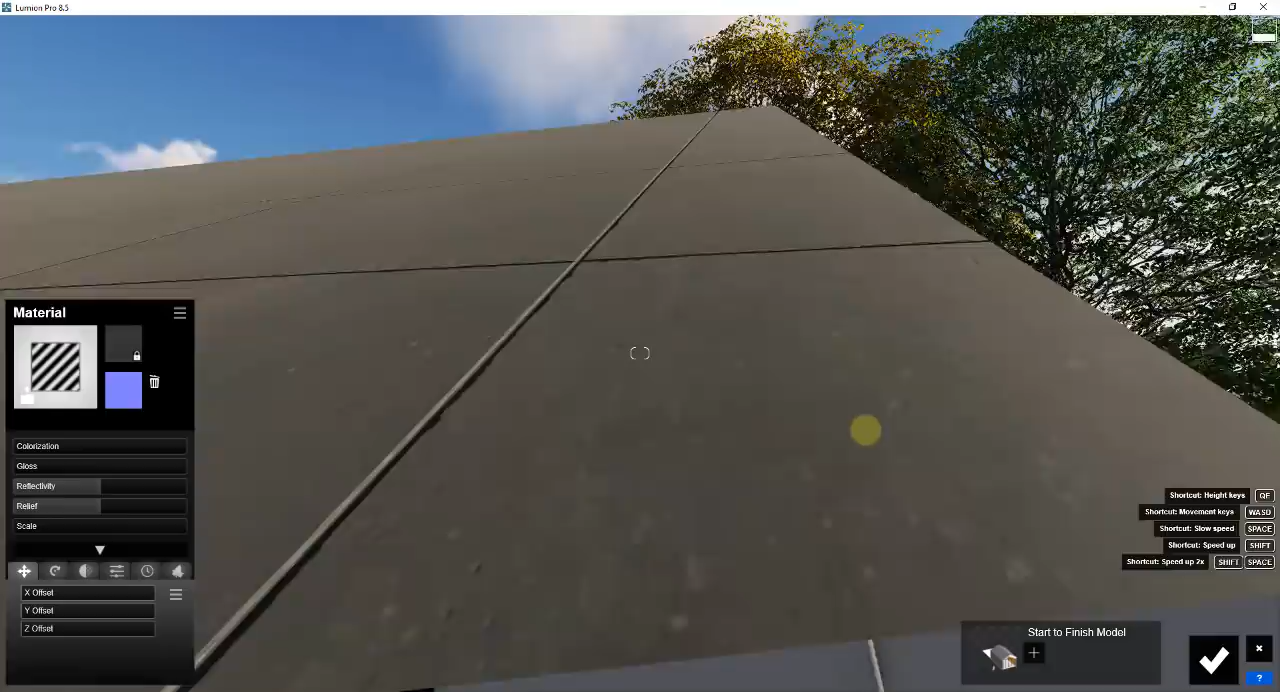 Lumion Pro 8.5
Material
Colorization
Gloss
Reflectivity
Relief
Scale
X Offset
Y Offset
Z Offset
Shortcut: Height keys QE
Shortcut: Movement keys WASD
Shortcut: Slow speed SPACE
Shortcut: Speed up SHIFT
Shortcut: Speed up 2x SHIFT SPACE
Start to Finish Model
+
?